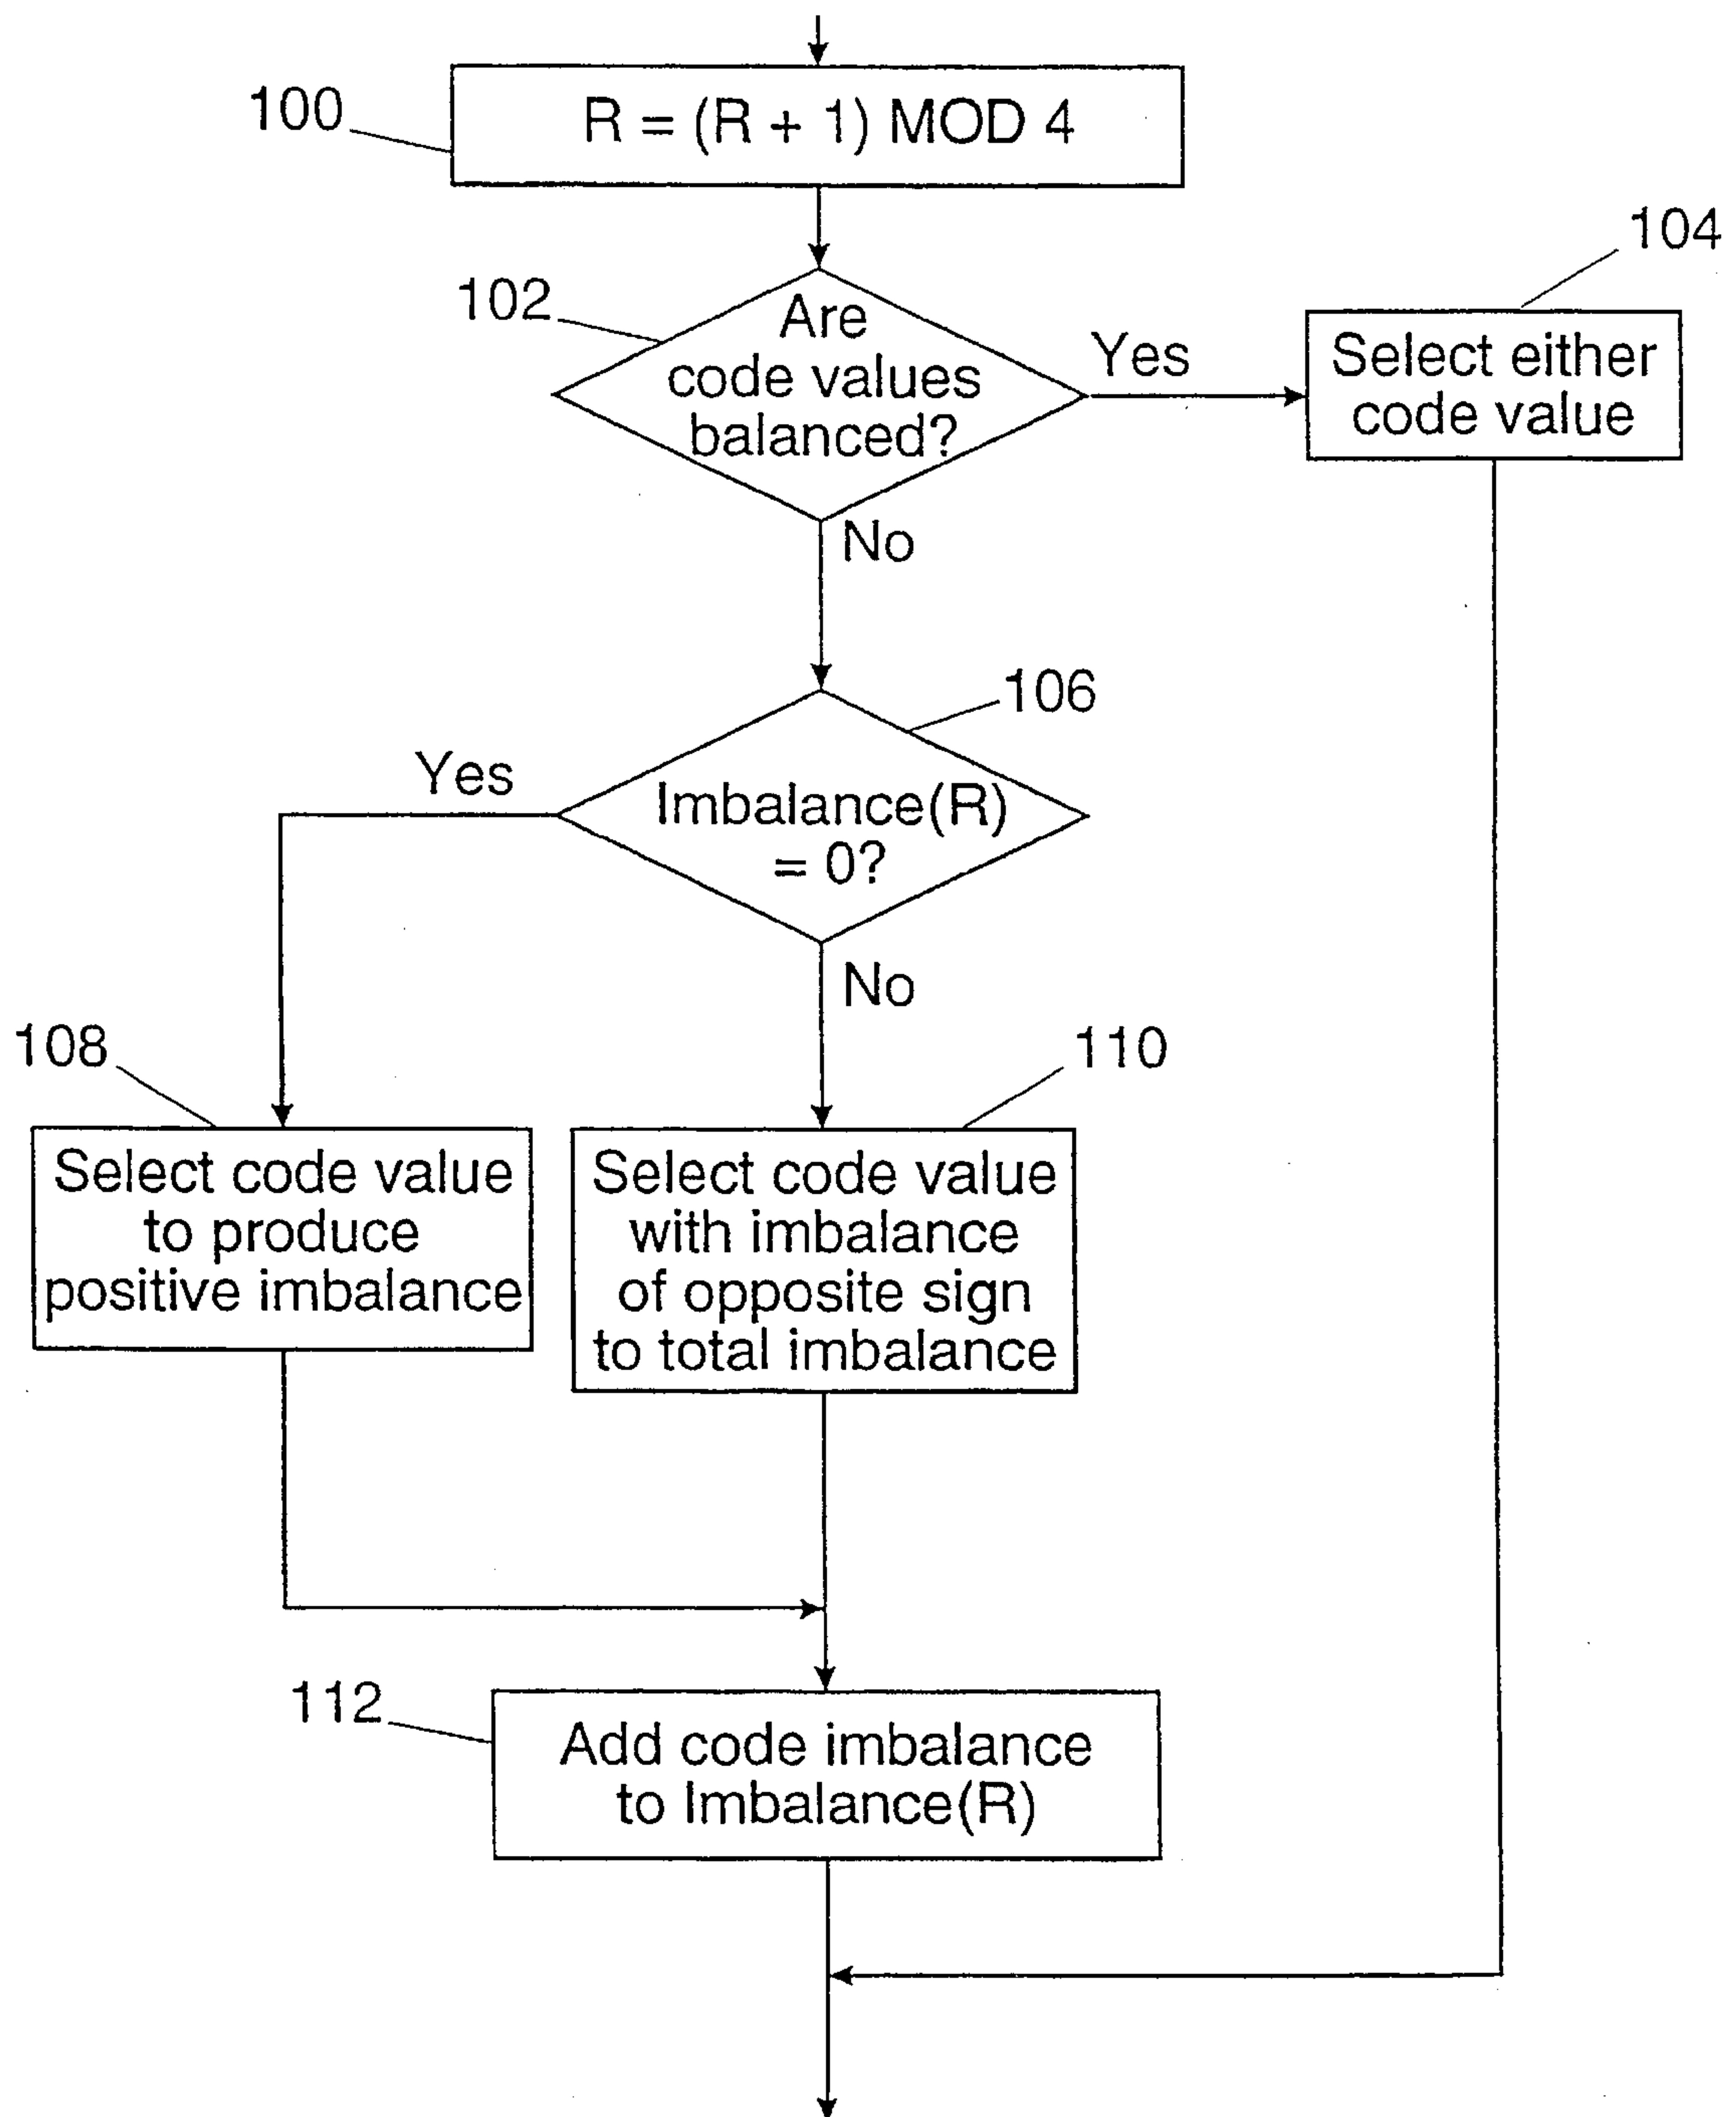 100
R = (R + 1) MOD 4
104
102
Are
code values
balanced?
Yes
Select either
code value
No
106
Yes
Imbalance(R)
= 0?
No
108
110
Select code value
to produce
positive imbalance
Select code value
with imbalance
of opposite sign
to total imbalance
112
Add code imbalance
to Imbalance(R)